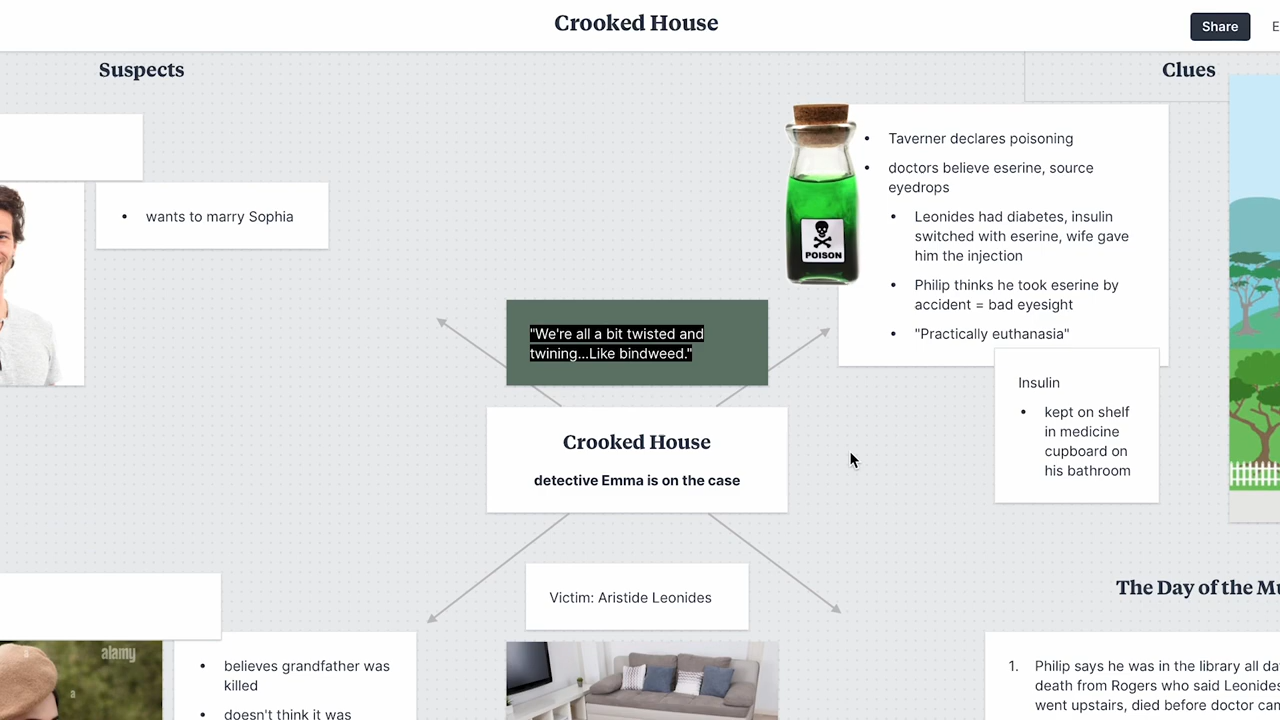 Crooked House
Share
E
Suspects
Clues
• wants to marry Sophia
POISON
• Taverner declares poisoning
• doctors believe eserine, source
eyedrops
• Leonides had diabetes, insulin
switched with eserine, wife gave
him the injection
• Philip thinks he took eserine by
accident = bad eyesight
• "Practically euthanasia"
"We're all a bit twisted and
twining...Like bindweed."
Insulin
• kept on shelf
in medicine
cupboard on
his bathroom
Crooked House
detective Emma is on the case
Victim: Aristide Leonides
The Day of the Mu
alamy
a
• believes grandfather was
killed
• doesn't think it was
1. Philip says he was in the library all da
death from Rogers who said Leonides
went upstairs, died before doctor can